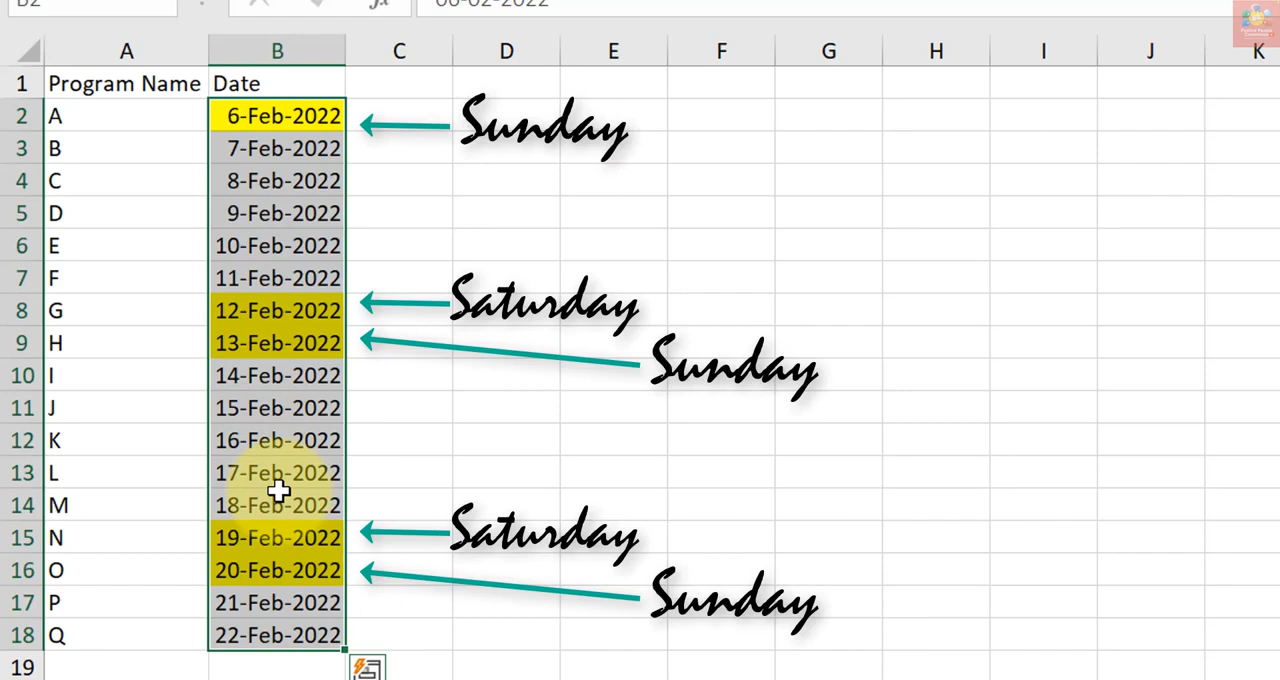 B2 06-02-2022
A B C D E F G H I J K
1 Program Name Date
2 A 6-Feb-2022 Sunday
3 B 7-Feb-2022
4 C 8-Feb-2022
5 D 9-Feb-2022
6 E 10-Feb-2022
7 F 11-Feb-2022
8 G 12-Feb-2022 Saturday
9 H 13-Feb-2022 Sunday
10 I 14-Feb-2022
11 J 15-Feb-2022
12 K 16-Feb-2022
13 L 17-Feb-2022
14 M 18-Feb-2022
15 N 19-Feb-2022 Saturday
16 O 20-Feb-2022 Sunday
17 P 21-Feb-2022
18 Q 22-Feb-2022
19